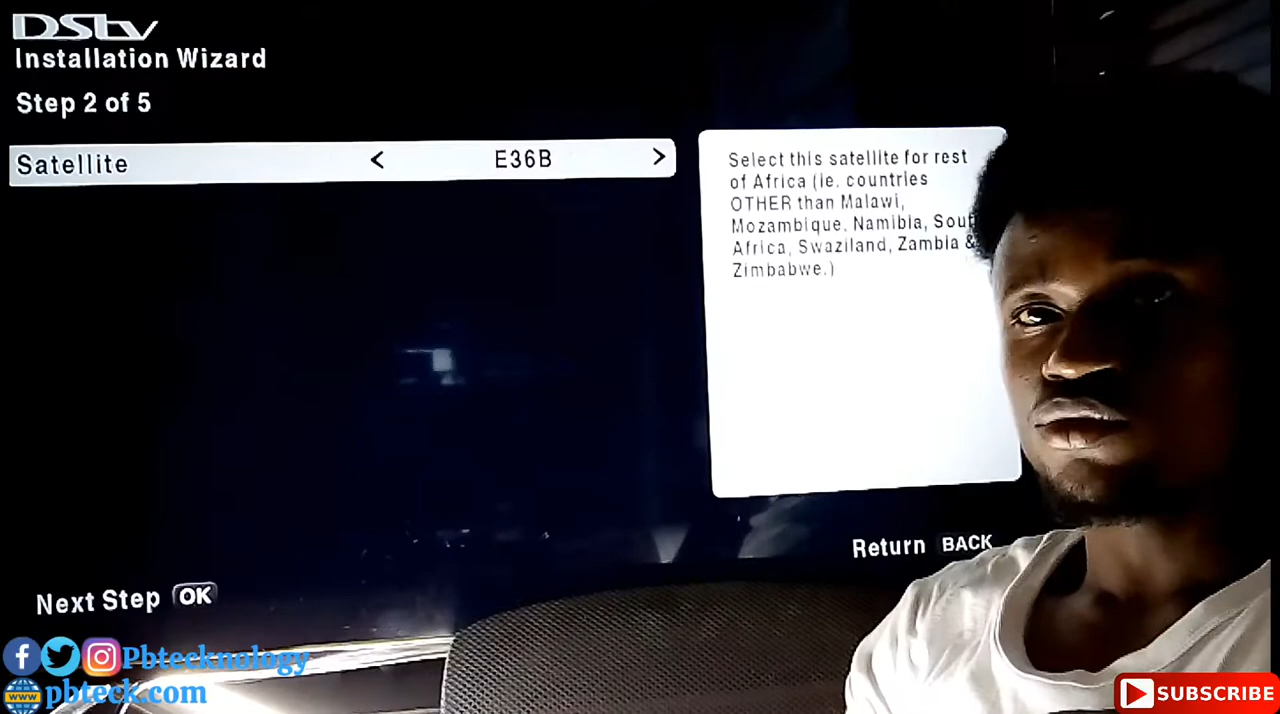 DStv
Installation Wizard
Step 2 of 5
Satellite < E36B >
Select this satellite for rest
of Africa (ie. countries
OTHER than Malawi,
Mozambique, Namibia,
Africa, Swaziland, Zambia &
Zimbabwe.)
Return BACK
Next Step OK
Pbtecknology
www pbteck.com
SUBSCRIBE